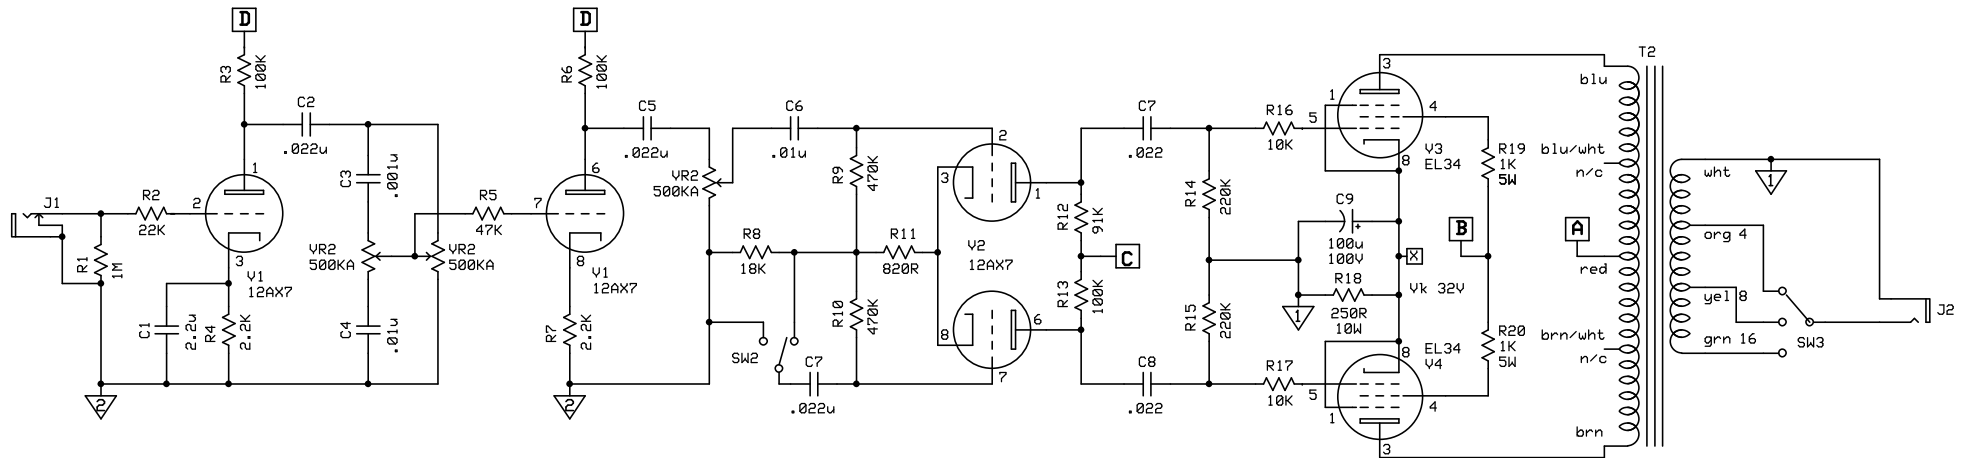 D
R3
100K
C2
.022u
J1
R1
1M
R2
22K
2
1
3
V1
12AX7
C1
2.2u
R4
2.2K
2
C3
.001u
VR2
500KA
C4
.01u
VR2
500KA
R5
47K
D
R6
100K
7
6
8
V1
12AX7
R7
2.2K
2
C5
.022u
VR2
500KA
C6
.01u
R8
18K
SW2
C7
.022u
R9
470K
R10
470K
R11
820R
2
3
1
V2
12AX7
8
6
7
R12
91K
C
R13
100K
C7
.022
C8
.022
R14
220K
R15
220K
R16
10K
R17
10K
3
1
5
4
8
V3
EL34
C9
+
100u
100V
X
R18
250R
10W
Vk 32V
1
EL34
V4
8
5
1
4
3
R19
1K
5W
B
R20
1K
5W
T2
blu
blu/wht
n/c
A
red
brn/wht
n/c
brn
wht
1
org 4
yel 8
grn 16
SW3
J2